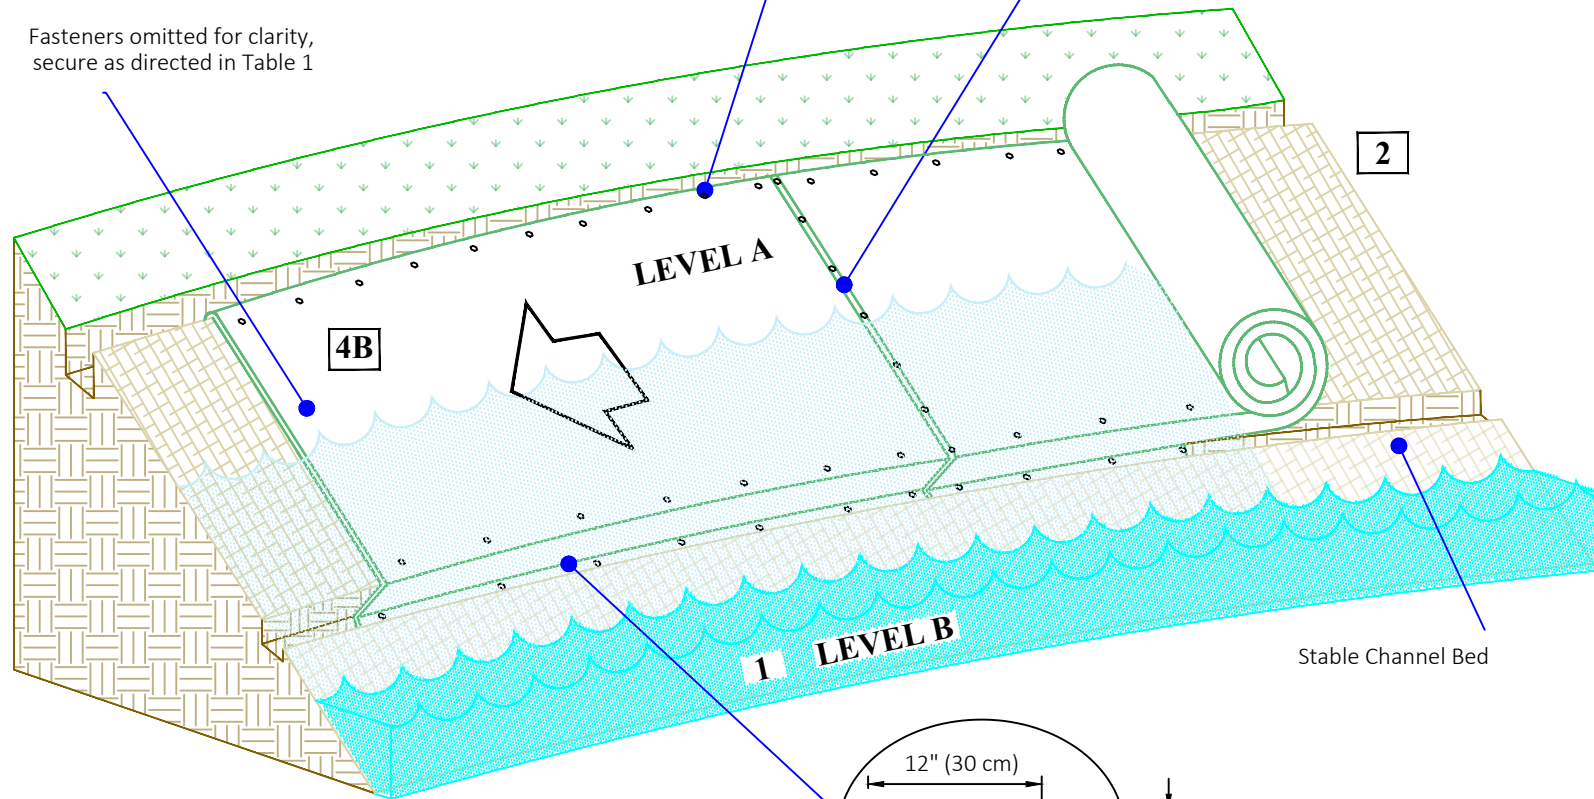 Fasteners omitted for clarity,
secure as directed in Table 1
2
LEVEL A
4B
1 LEVEL B
Stable Channel Bed
12" (30 cm)